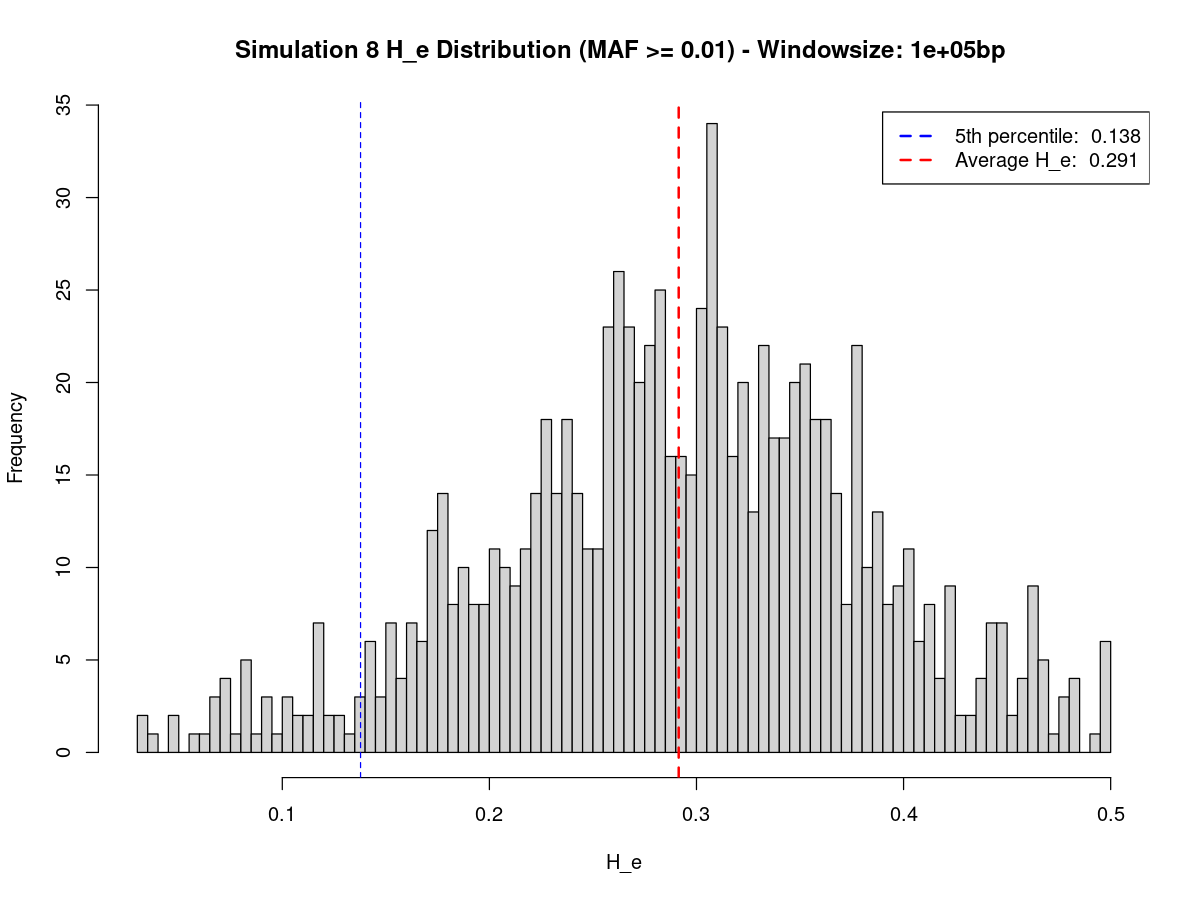 Simulation 8 H_e Distribution (MAF >= 0.01) - Windowsize: 1e+05bp
5th percentile:  0.138
Average H_e:  0.291
Frequency
35
30
25
20
15
10
5
0
0.1
0.2
0.3
0.4
0.5
H_e